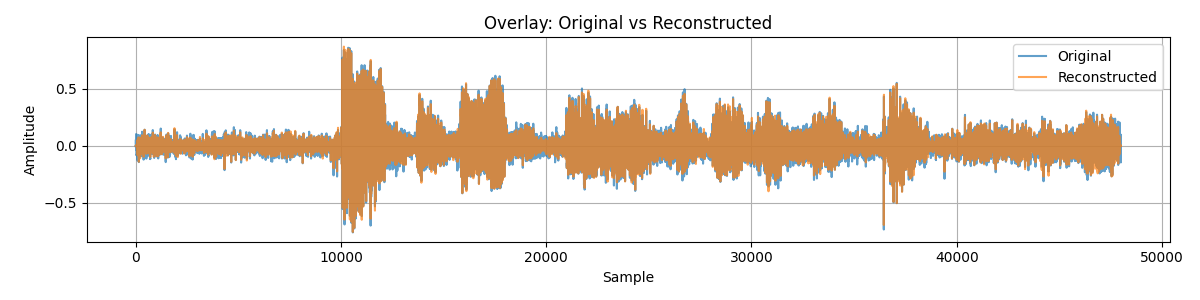 Overlay: Original vs Reconstructed
Original
Reconstructed
Amplitude
0.5
0.0
−0.5
0 10000 20000 30000 40000 50000
Sample